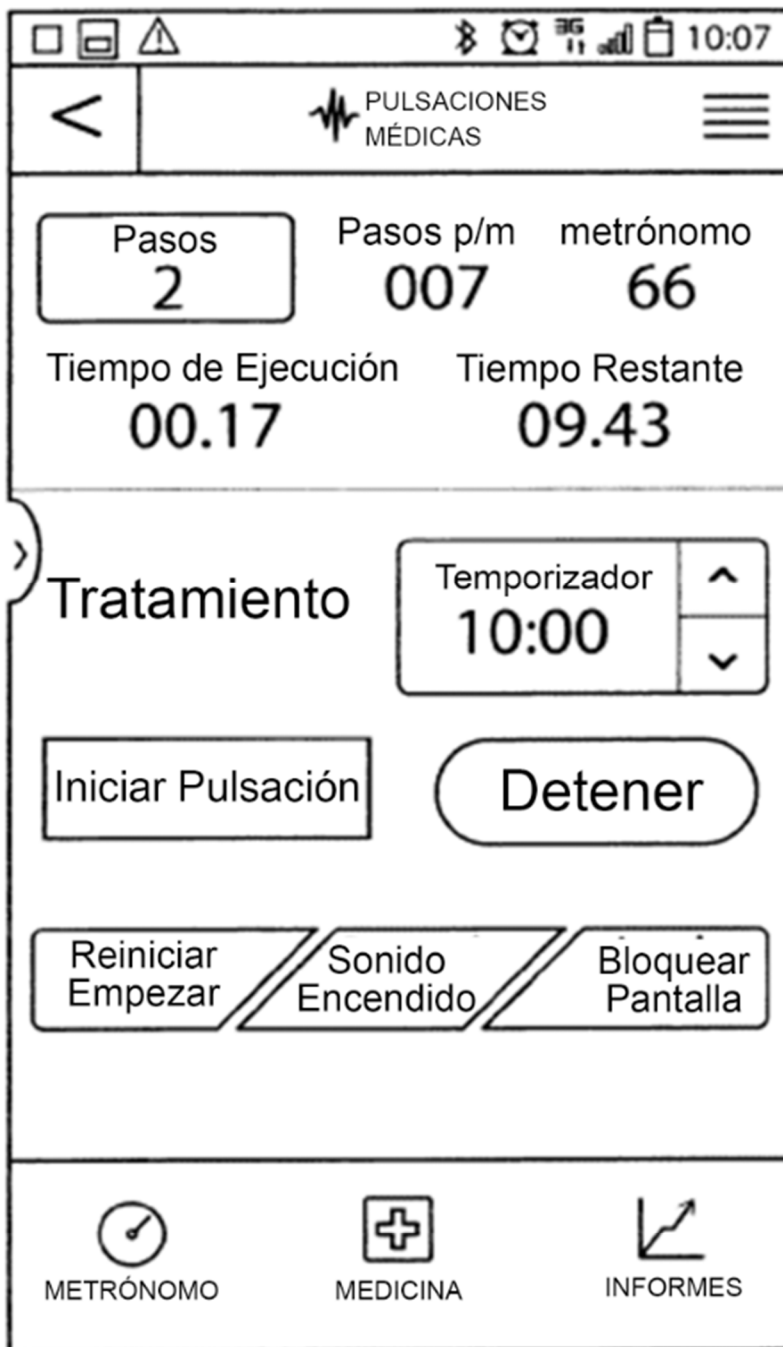 3G 10:07
PULSACIONES
MÉDICAS
Pasos Pasos p/m metrónomo
2 007 66
Tiempo de Ejecución Tiempo Restante
00.17 09.43
Tratamiento
Temporizador
10:00
Iniciar Pulsación Detener
Reiniciar Sonido Bloquear
Empezar Encendido Pantalla
METRÓNOMO MEDICINA INFORMES